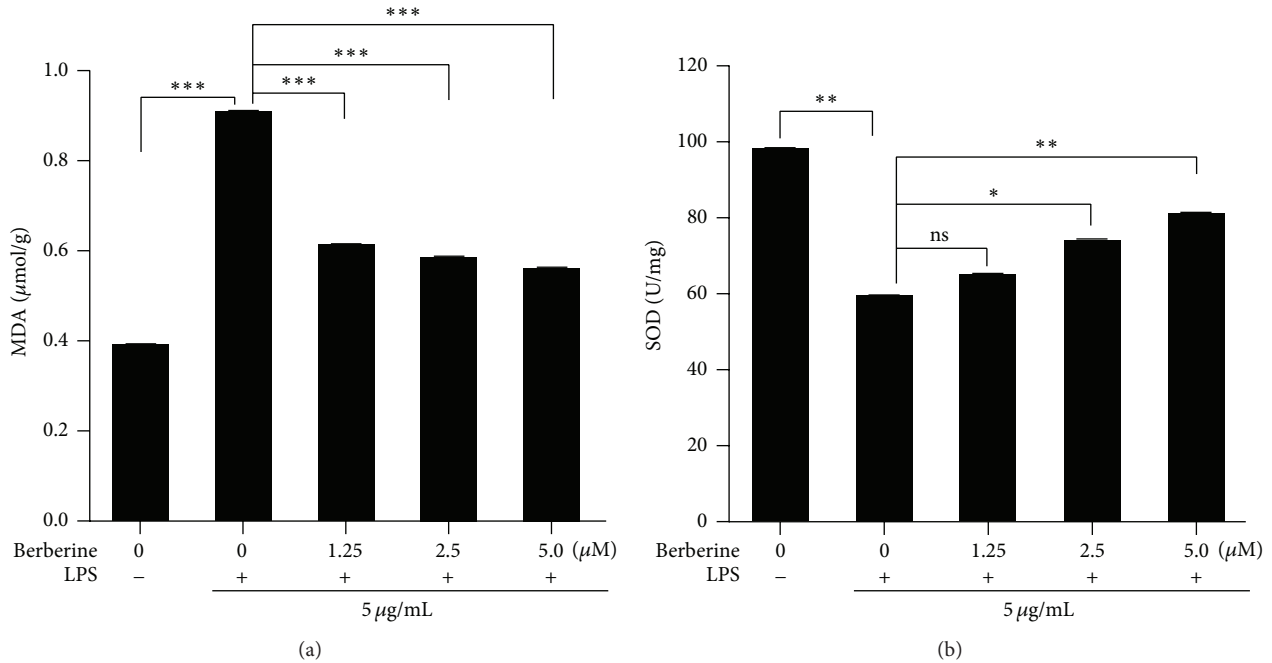 ***
***
***
***
1.0
0.8
0.6
0.4
0.2
0.0
MDA (μmol/g)
Berberine 0 0 1.25 2.5 5.0 (μM)
LPS − + + + +
5 μg/mL
(a)
120
100
80
60
40
20
0
SOD (U/mg)
**
**
*
ns
0 0 1.25 2.5 5.0 (μM)
Berberine
LPS − + + + +
5 μg/mL
(b)